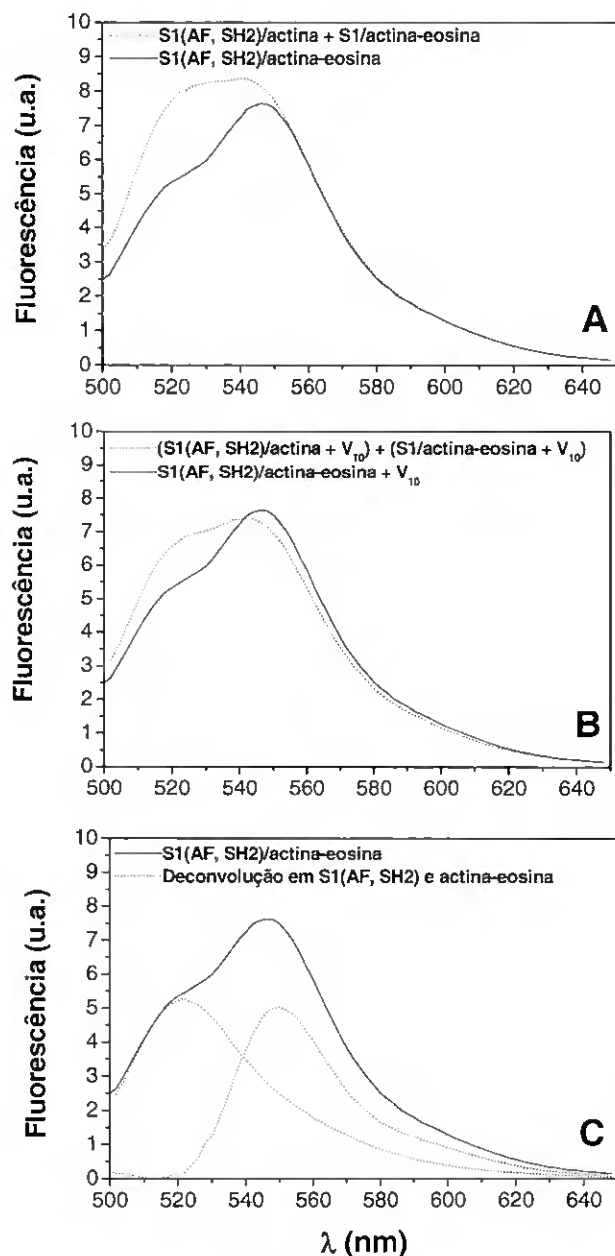 10
9
8
7
6
5
4
3
2
1
0
Fluorescência (u.a.)
S1(AF, SH2)/actina + S1/actina-eosina
S1(AF, SH2)/actina-eosina
A
500 520 540 560 580 600 620 640
10
9
8
7
6
5
4
3
2
1
0
Fluorescência (u.a.)
(S1(AF, SH2)/actina + V10) + (S1/actina-eosina + V10)
S1(AF, SH2)/actina-eosina + V10
B
500 520 540 560 580 600 620 640
10
9
8
7
6
5
4
3
2
1
0
Fluorescência (u.a.)
S1(AF, SH2)/actina-eosina
Deconvolução em S1(AF, SH2) e actina-eosina
C
500 520 540 560 580 600 620 640
λ (nm)